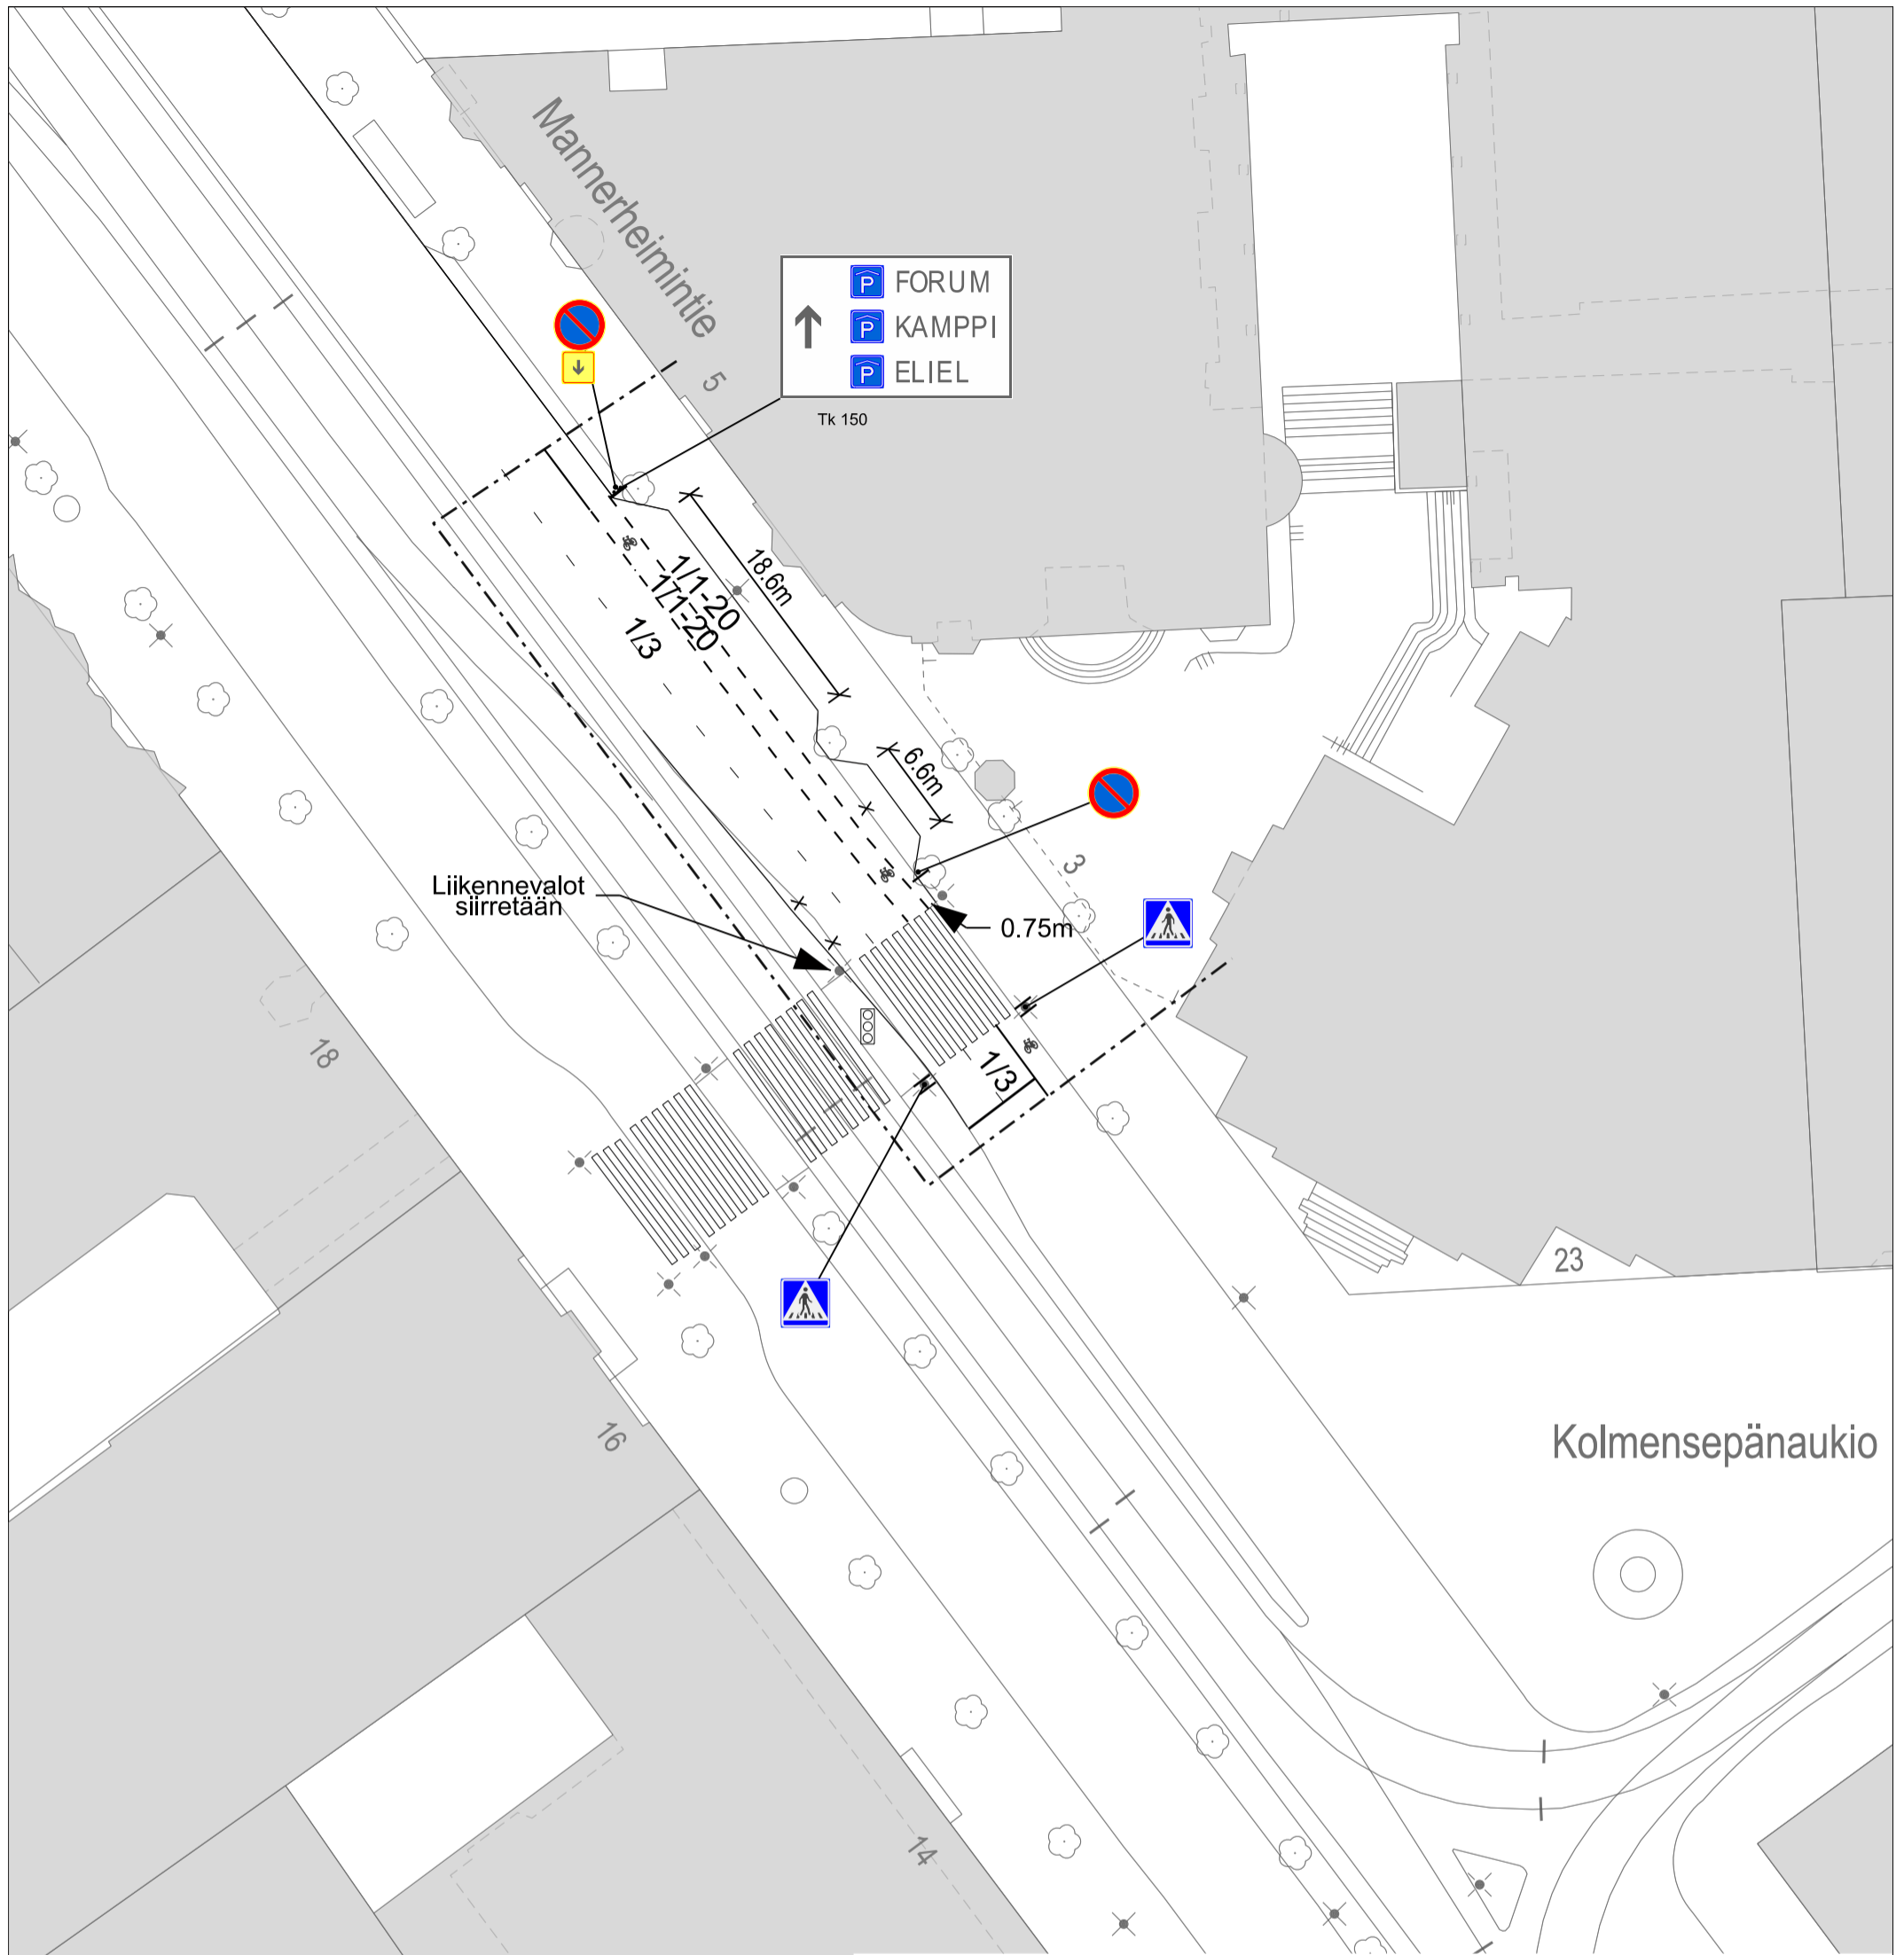 Mannerheimintie
P FORUM
P KAMPPI
P ELIEL
Tk 150
5
18.6m
1/1-20
1/1-20
1/3
6.6m
3
Liikennevalot
siirretään
0.75m
1/3
18
23
16
Kolmensepänaukio
14